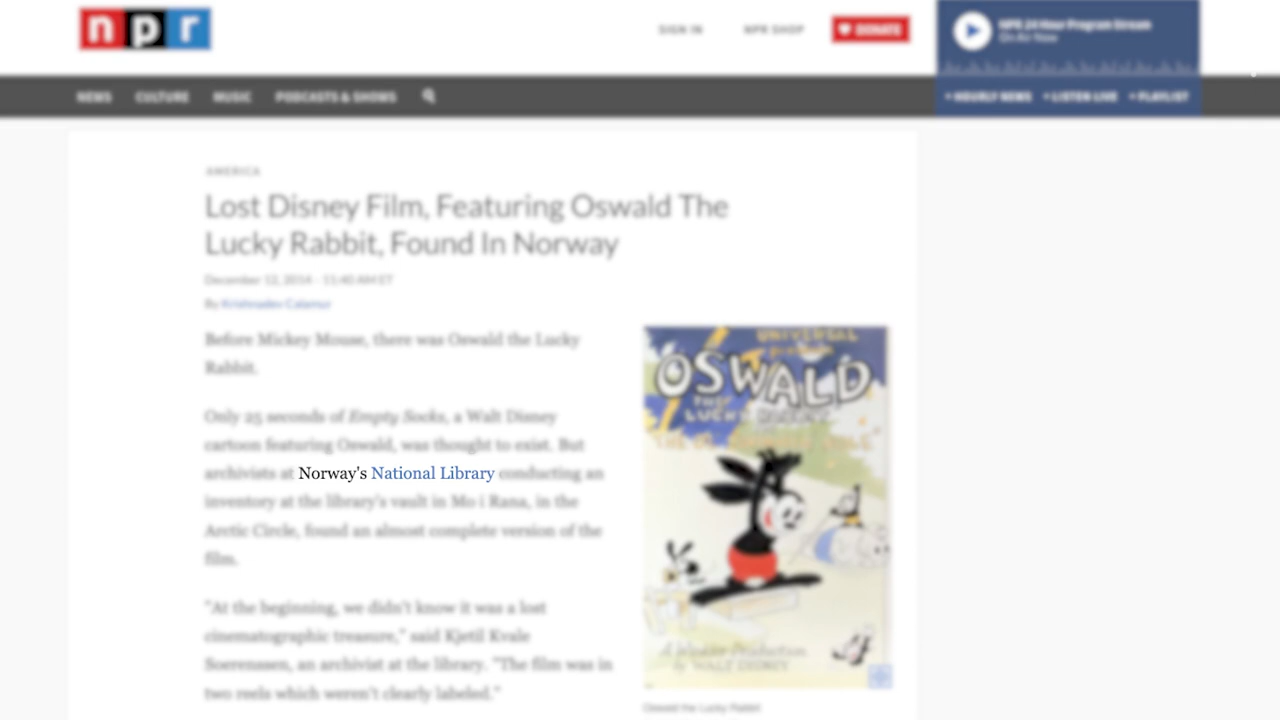 npr
SIGN IN NPR SHOP DONATE
NPR 24 Hour Program Stream
On Air Now
NEWS CULTURE MUSIC PODCASTS & SHOWS
HOURLY NEWS LISTEN LIVE PLAYLIST
AMERICA
Lost Disney Film, Featuring Oswald The
Lucky Rabbit, Found In Norway
December 12, 2014 · 11:40 AM ET
By Krishnadev Calamur
Before Mickey Mouse, there was Oswald the Lucky
Rabbit.
Only 25 seconds of Empty Socks, a Walt Disney
cartoon featuring Oswald, was thought to exist. But
archivists at Norway's National Library conducting an
inventory at the library's vault in Mo i Rana, in the
Arctic Circle, found an almost complete version of the
film.
"At the beginning, we didn't know it was a lost
cinematographic treasure," said Kjetil Kvale
Soerenssen, an archivist at the library. "The film was in
two reels which weren't clearly labeled."
UNIVERSAL
presents
OSWALD
THE
LUCKY RABBIT
A Winkler Production
by WALT DISNEY
Oswald the Lucky Rabbit